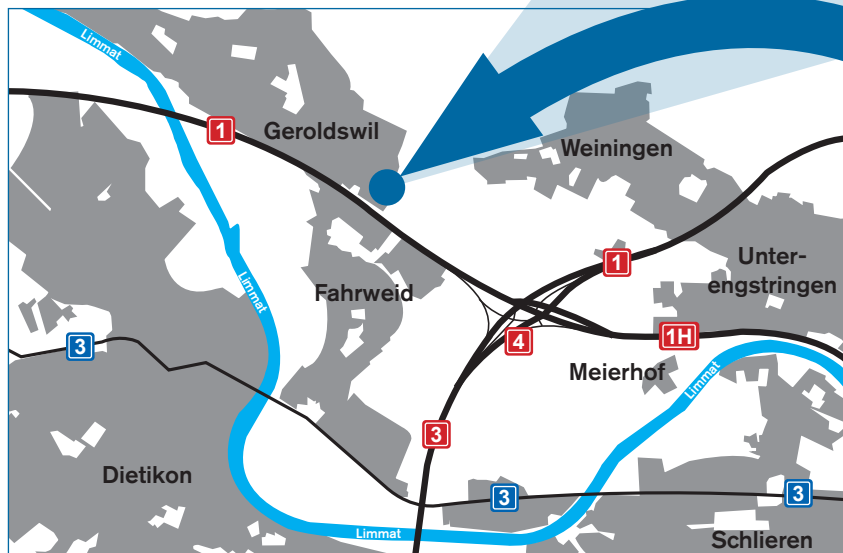 Limmat
1
Geroldswil
Weiningen
Limmat
Fahrweid
1
Unter-
engstringen
3
4
1H
Meierhof
Limmat
3
Dietikon
3
3
Limmat
Schlieren